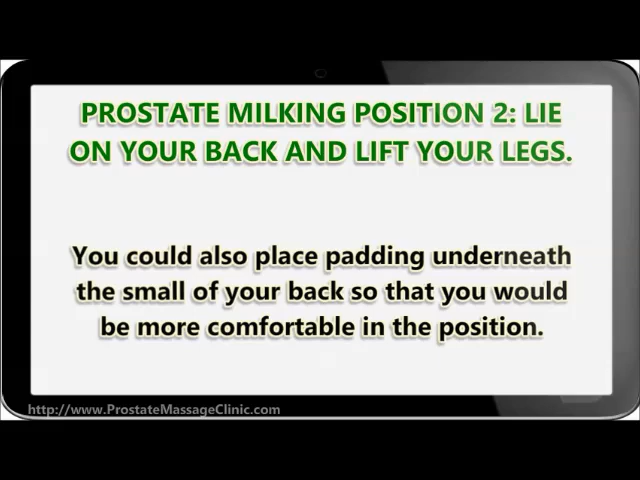 PROSTATE MILKING POSITION 2: LIE
ON YOUR BACK AND LIFT YOUR LEGS.
You could also place padding underneath
the small of your back so that you would
be more comfortable in the position.
http://www.ProstateMassageClinic.com